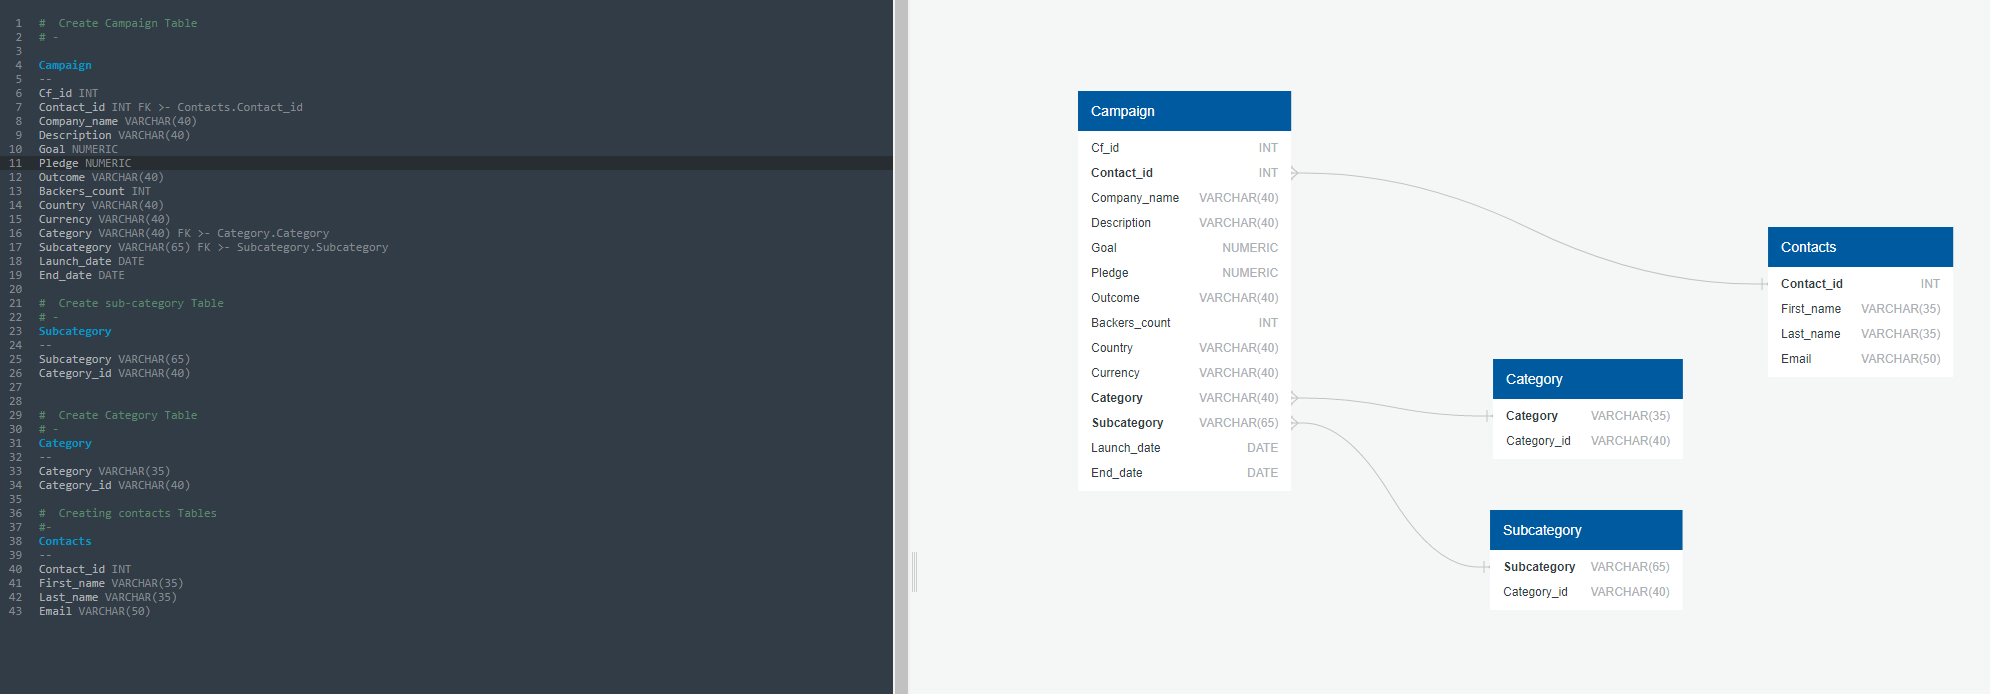 1 #  Create Campaign Table
2 # -
3
4 Campaign
5 --
6 Cf_id INT
7 Contact_id INT FK >- Contacts.Contact_id
8 Company_name VARCHAR(40)
9 Description VARCHAR(40)
10 Goal NUMERIC
11 Pledge NUMERIC
12 Outcome VARCHAR(40)
13 Backers_count INT
14 Country VARCHAR(40)
15 Currency VARCHAR(40)
16 Category VARCHAR(40) FK >- Category.Category
17 Subcategory VARCHAR(65) FK >- Subcategory.Subcategory
18 Launch_date DATE
19 End_date DATE
20
21 #  Create sub-category Table
22 # -
23 Subcategory
24 --
25 Subcategory VARCHAR(65)
26 Category_id VARCHAR(40)
27
28
29 #  Create Category Table
30 # -
31 Category
32 --
33 Category VARCHAR(35)
34 Category_id VARCHAR(40)
35
36 #  Creating contacts Tables
37 #-
38 Contacts
39 --
40 Contact_id INT
41 First_name VARCHAR(35)
42 Last_name VARCHAR(35)
43 Email VARCHAR(50)
Campaign
Cf_id INT
Contact_id INT
Company_name VARCHAR(40)
Description VARCHAR(40)
Goal NUMERIC
Pledge NUMERIC
Outcome VARCHAR(40)
Backers_count INT
Country VARCHAR(40)
Currency VARCHAR(40)
Category VARCHAR(40)
Subcategory VARCHAR(65)
Launch_date DATE
End_date DATE
Contacts
Contact_id INT
First_name VARCHAR(35)
Last_name VARCHAR(35)
Email VARCHAR(50)
Category
Category VARCHAR(35)
Category_id VARCHAR(40)
Subcategory
Subcategory VARCHAR(65)
Category_id VARCHAR(40)